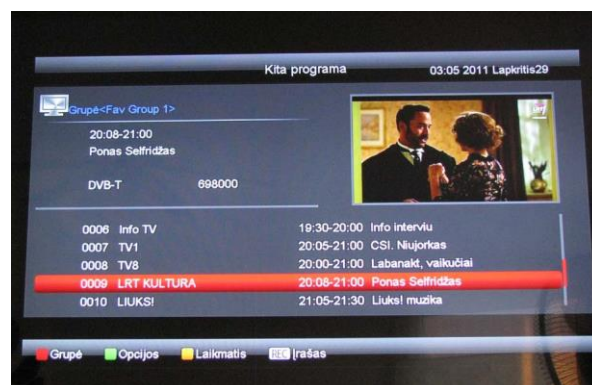 Kita programa 03:05 2011 Lapkritis29
Grupė<Fav Group 1>
20:08-21:00
Ponas Selfridžas
DVB-T 698000
0006 Info TV 19:30-20:00 Info interviu
0007 TV1 20:05-21:00 CSI. Niujorkas
0008 TV8 20:00-21:00 Labanakt, vaikučiai
0009 LRT KULTURA 20:08-21:00 Ponas Selfridžas
0010 LIUKS! 21:05-21:30 Liuks! muzika
Grupė Opcijos Laikmatis REC Įrašas